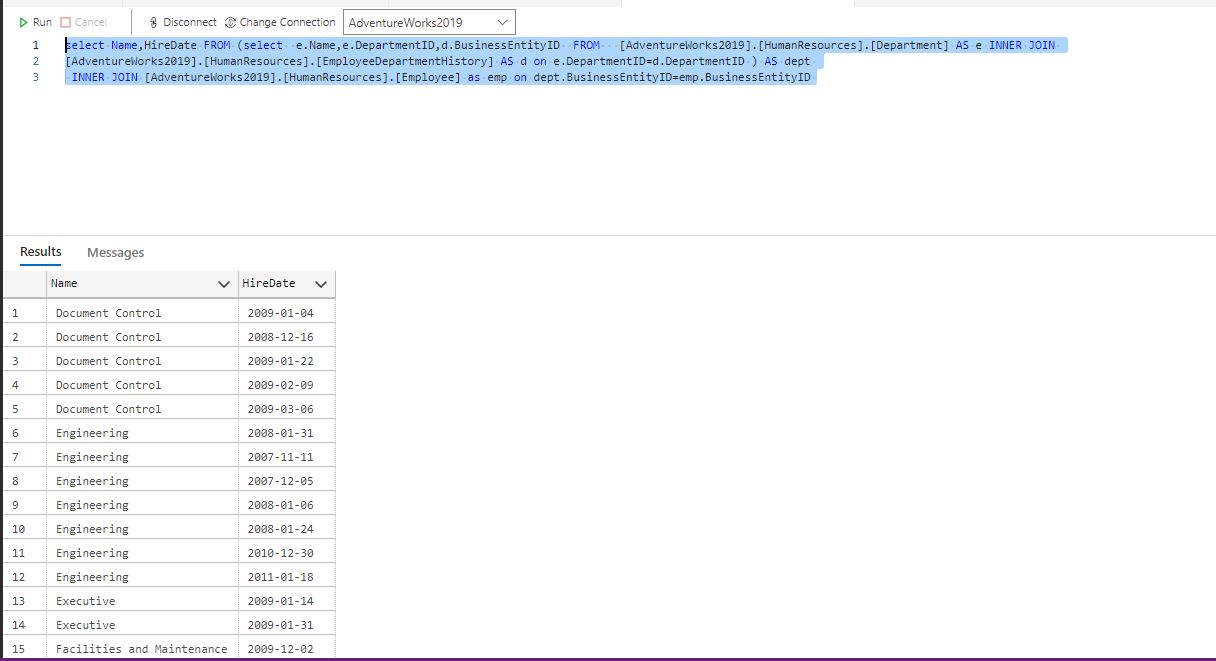 Run Cancel Disconnect Change Connection AdventureWorks2019
1 select Name,HireDate FROM (select e.Name,e.DepartmentID,d.BusinessEntityID FROM [AdventureWorks2019].[HumanResources].[Department] AS e INNER JOIN
2 [AdventureWorks2019].[HumanResources].[EmployeeDepartmentHistory] AS d on e.DepartmentID=d.DepartmentID ) AS dept
3 INNER JOIN [AdventureWorks2019].[HumanResources].[Employee] as emp on dept.BusinessEntityID=emp.BusinessEntityID
Results Messages
Name HireDate
1 Document Control 2009-01-04
2 Document Control 2008-12-16
3 Document Control 2009-01-22
4 Document Control 2009-02-09
5 Document Control 2009-03-06
6 Engineering 2008-01-31
7 Engineering 2007-11-11
8 Engineering 2007-12-05
9 Engineering 2008-01-06
10 Engineering 2008-01-24
11 Engineering 2010-12-30
12 Engineering 2011-01-18
13 Executive 2009-01-14
14 Executive 2009-01-31
15 Facilities and Maintenance 2009-12-02